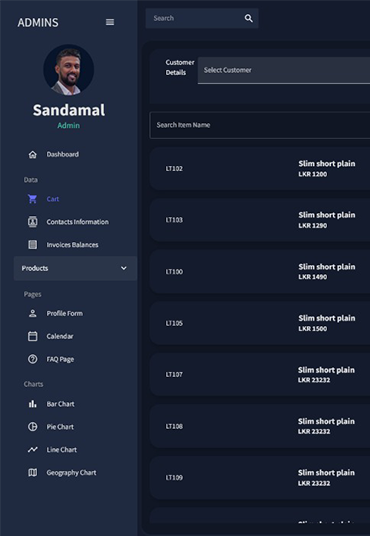 ADMINS
Sandamal
Admin
Dashboard
Data
Cart
Contacts Information
Invoices Balances
Products
Pages
Profile Form
Calendar
FAQ Page
Charts
Bar Chart
Pie Chart
Line Chart
Geography Chart
Search
Customer
Details
Select Customer
Search Item Name
LT102
Slim short plain
LKR 1200
LT103
Slim short plain
LKR 1290
LT100
Slim short plain
LKR 1490
LT105
Slim short plain
LKR 1500
LT107
Slim short plain
LKR 23232
LT108
Slim short plain
LKR 23232
LT109
Slim short plain
LKR 23232